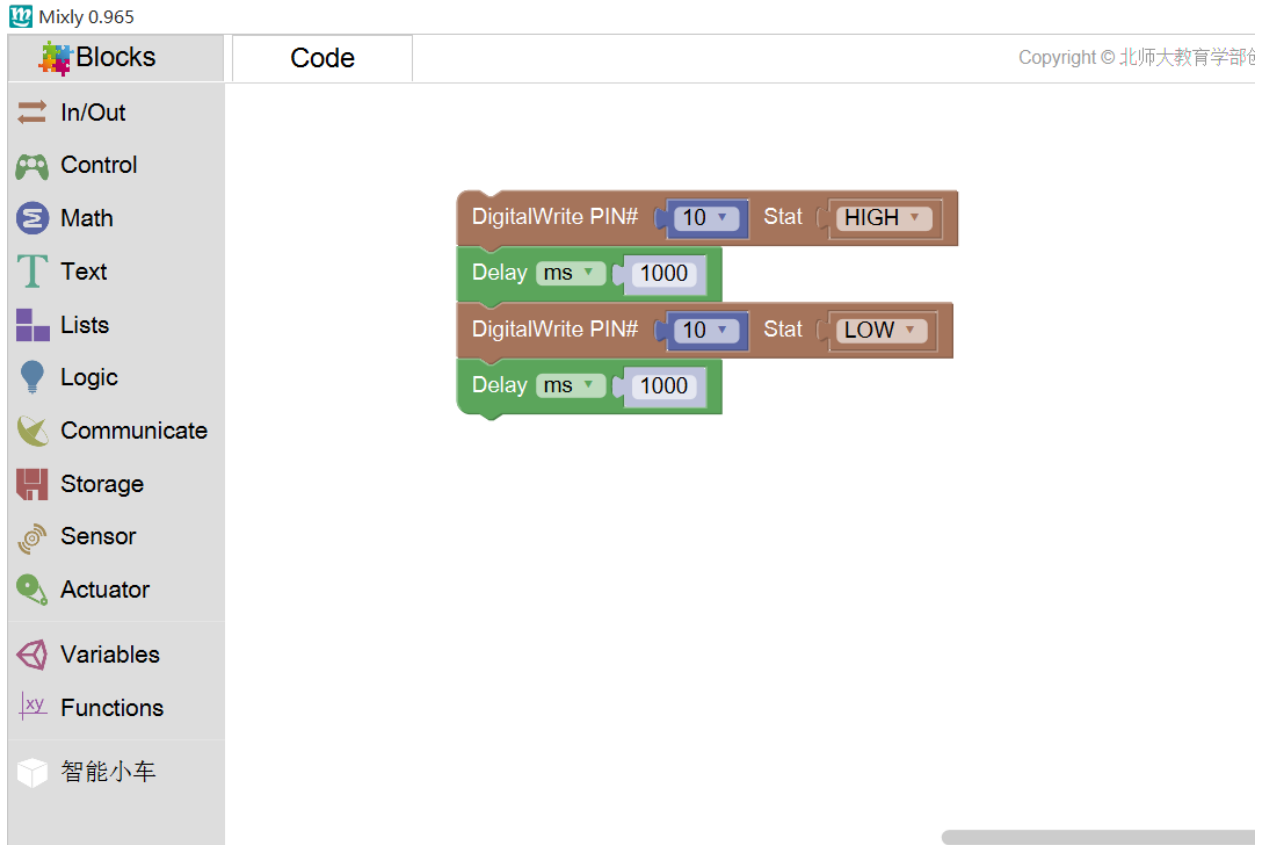 Mixly 0.965
Blocks
Code
Copyright © 北师大教育学部
In/Out
Control
Math
Text
Lists
Logic
Communicate
Storage
Sensor
Actuator
Variables
xy Functions
智能小车
DigitalWrite PIN# 10 Stat HIGH
Delay ms 1000
DigitalWrite PIN# 10 Stat LOW
Delay ms 1000